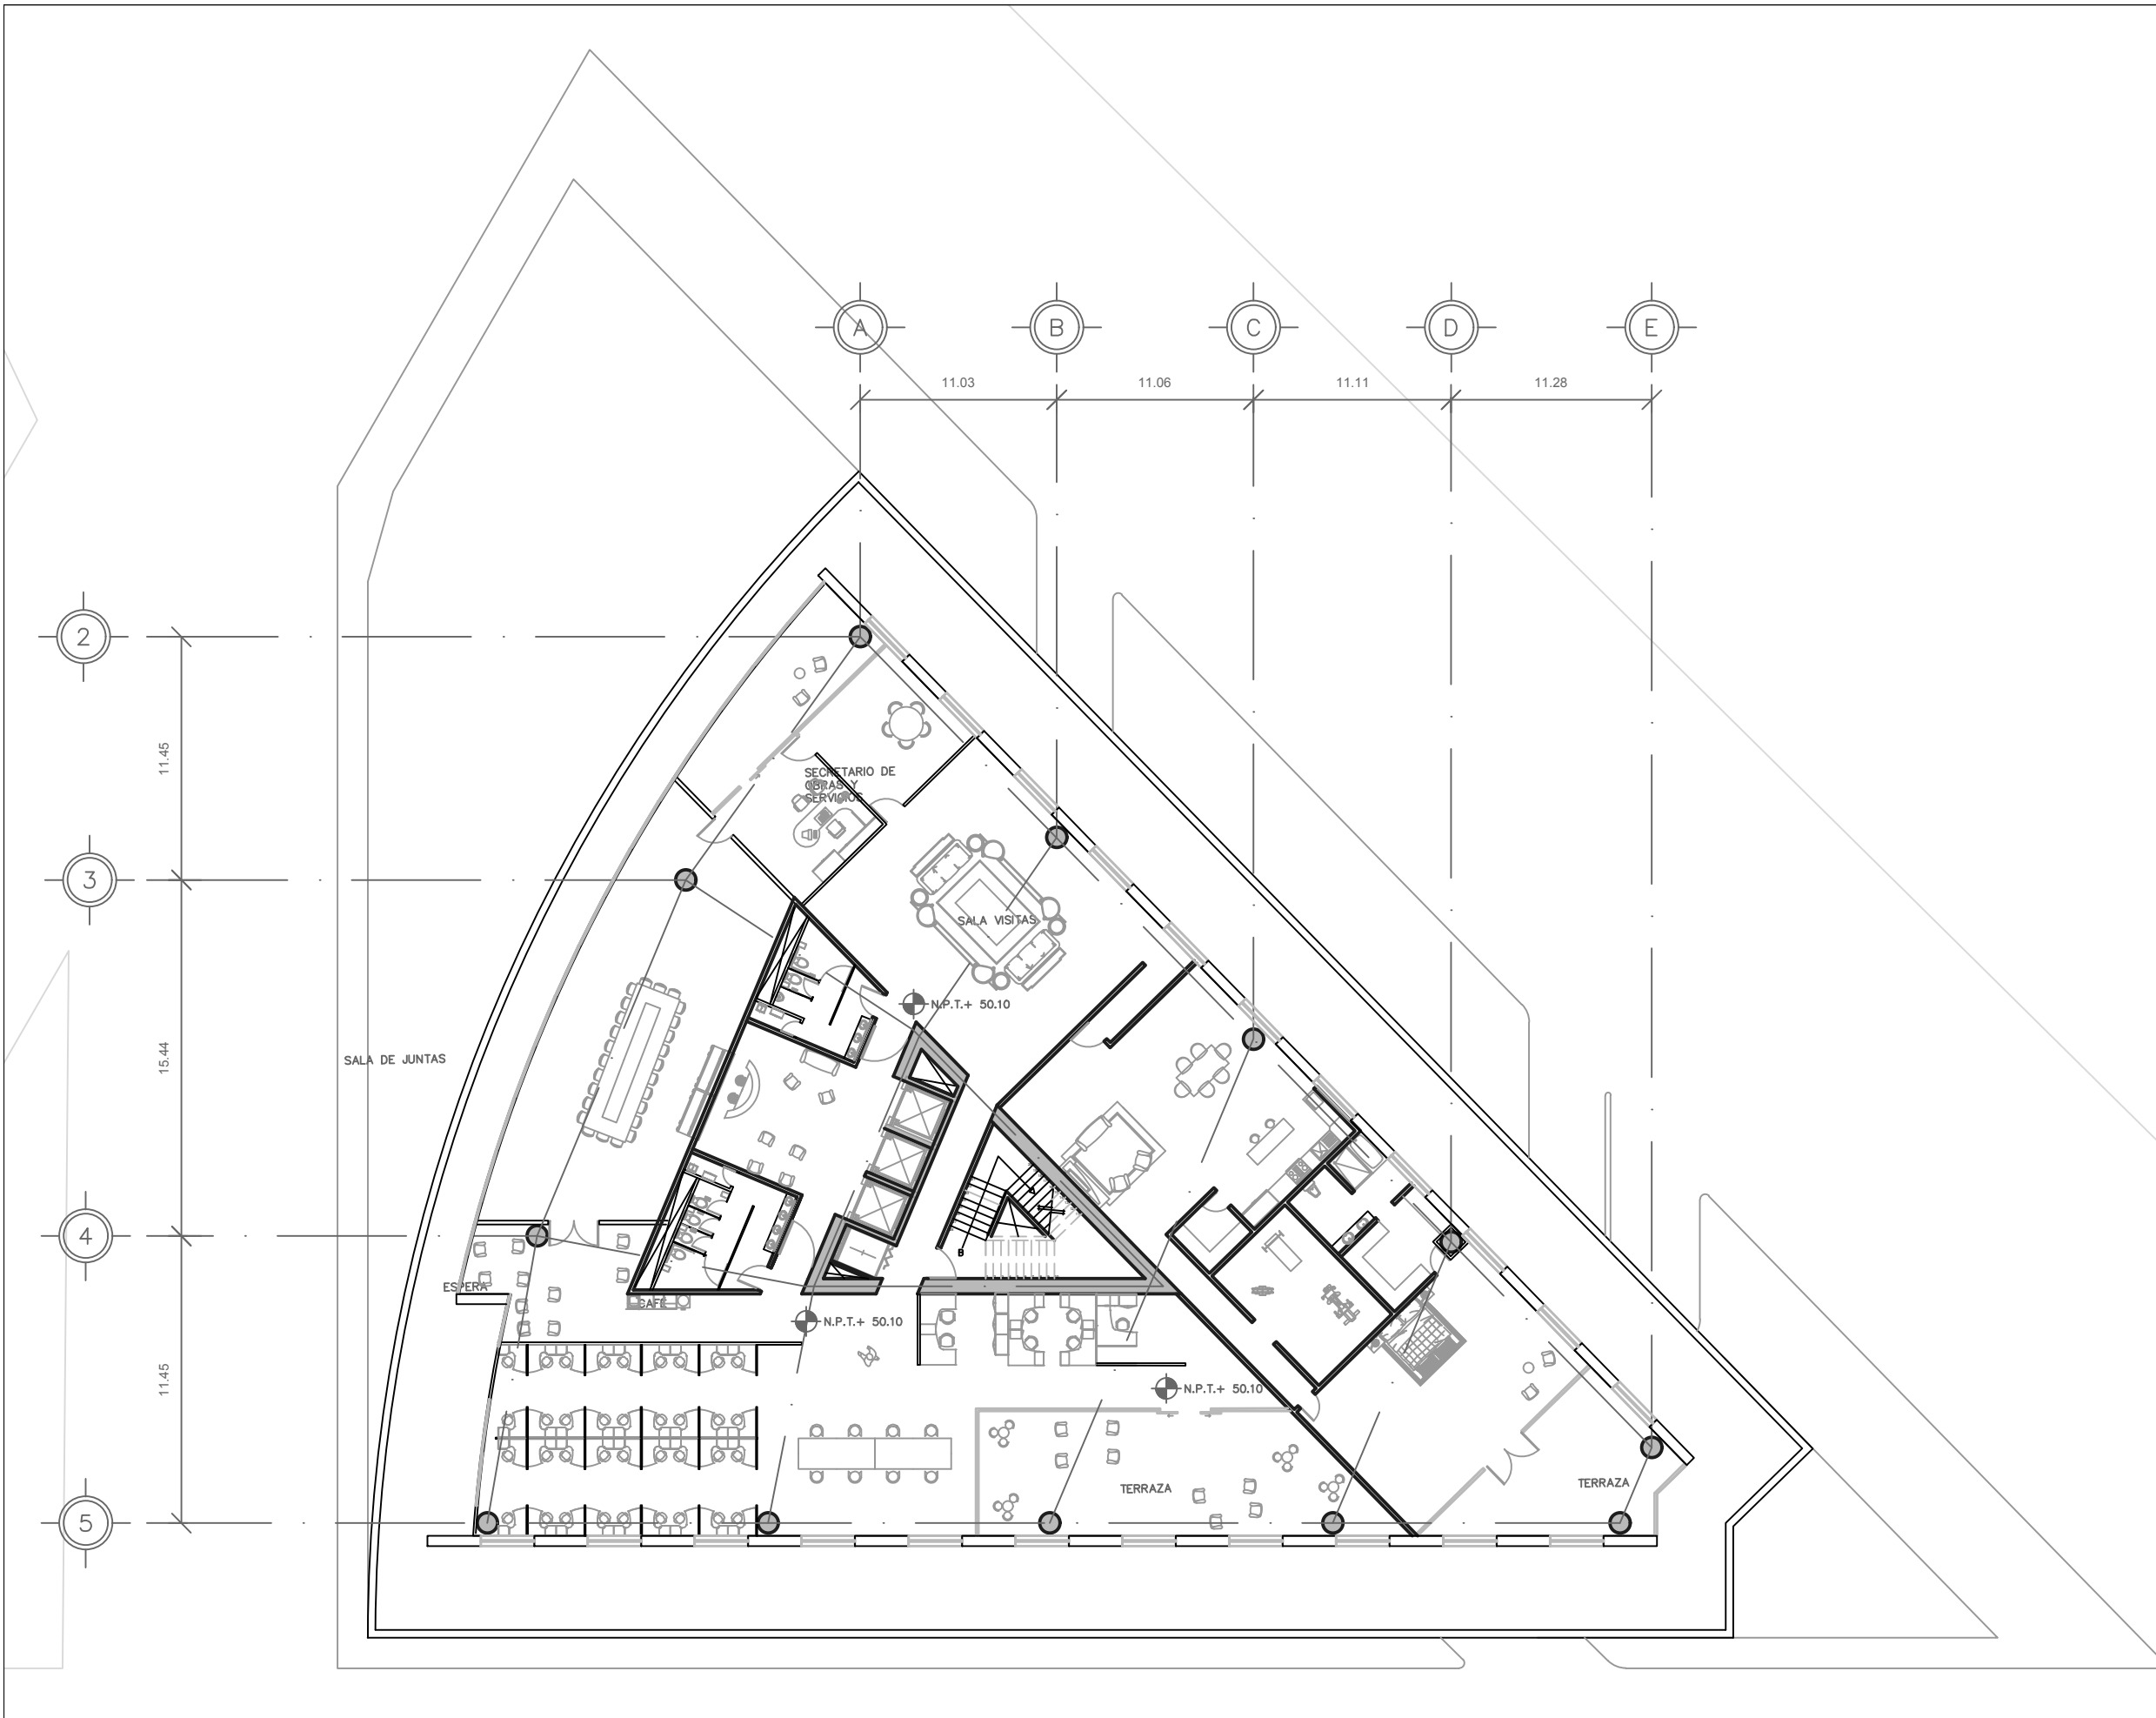 A
B
C
D
E
11.03
11.06
11.11
11.28
2
11.45
SECRETARIO DE
OBRAS Y
SERVICIOS
3
SALA VISITAS
N.P.T.+ 50.10
15.44
SALA DE JUNTAS
4
B
ESPERA
CAFE
N.P.T.+ 50.10
11.45
N.P.T.+ 50.10
TERRAZA
TERRAZA
5